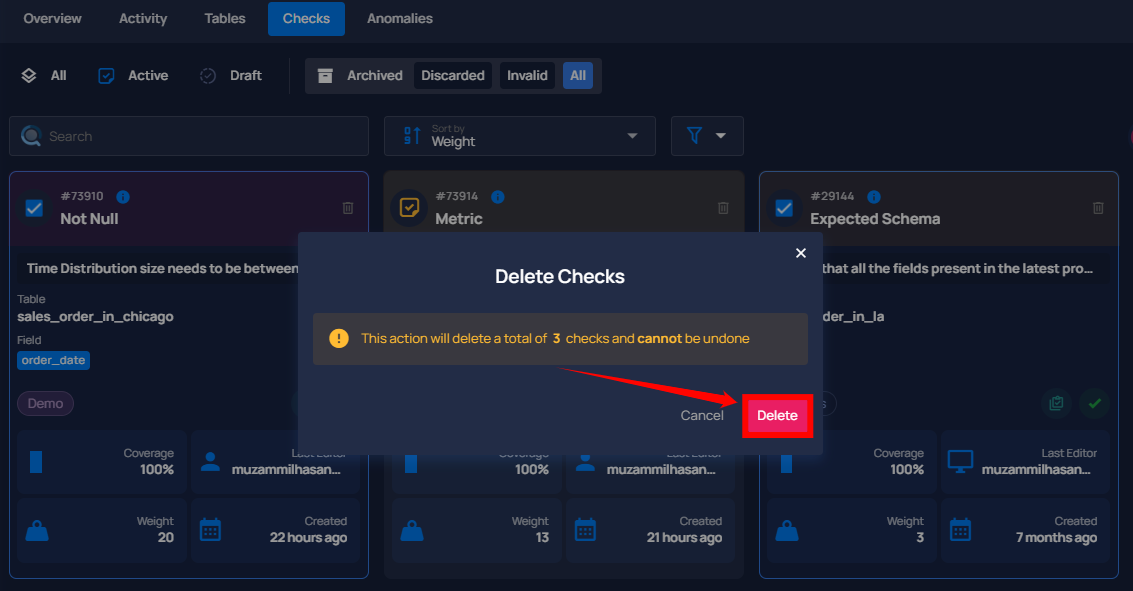 Overview Activity Tables Checks Anomalies
All Active Draft Archived Discarded Invalid All
Search
Sort by
Weight
#73910
Not Null
#73914
Metric
#29144
Expected Schema
Time Distribution size needs to be between
that all the fields present in the latest pro...
Table
sales_order_in_chicago
Field
order_date
Demo
der_in_la
Delete Checks
This action will delete a total of 3 checks and cannot be undone
Cancel Delete
Coverage
100%
Last Editor
muzammilhasan...
Weight
20
Created
22 hours ago
Coverage
100%
Last Editor
muzammilhasan...
Weight
13
Created
21 hours ago
Coverage
100%
Last Editor
muzammilhasan...
Weight
3
Created
7 months ago